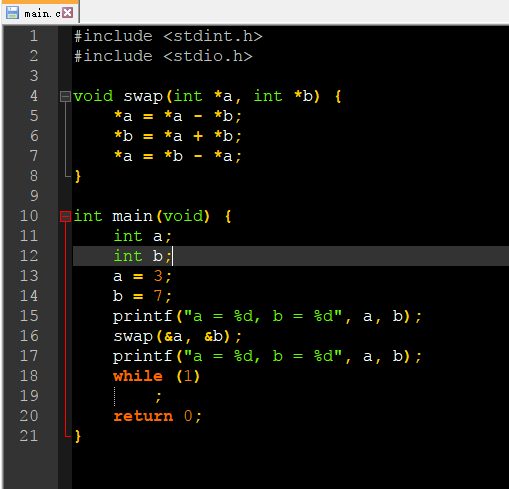 main.c
1 #include <stdint.h>
2 #include <stdio.h>
3
4 void swap(int *a, int *b) {
5     *a = *a - *b;
6     *b = *a + *b;
7     *a = *b - *a;
8 }
9
10 int main(void) {
11     int a;
12     int b;
13     a = 3;
14     b = 7;
15     printf("a = %d, b = %d", a, b);
16     swap(&a, &b);
17     printf("a = %d, b = %d", a, b);
18     while (1)
19         ;
20     return 0;
21 }